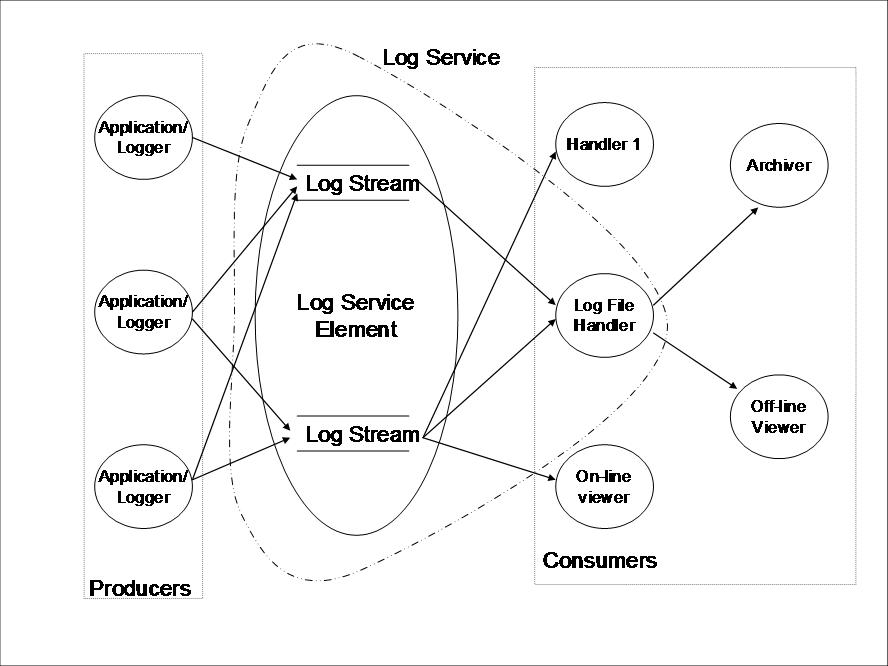 Log Service
Application/
Logger
Application/
Logger
Application/
Logger
Producers
Log Stream
Log Service
Element
Log Stream
Handler 1
Log File
Handler
On-line
viewer
Archiver
Off-line
Viewer
Consumers